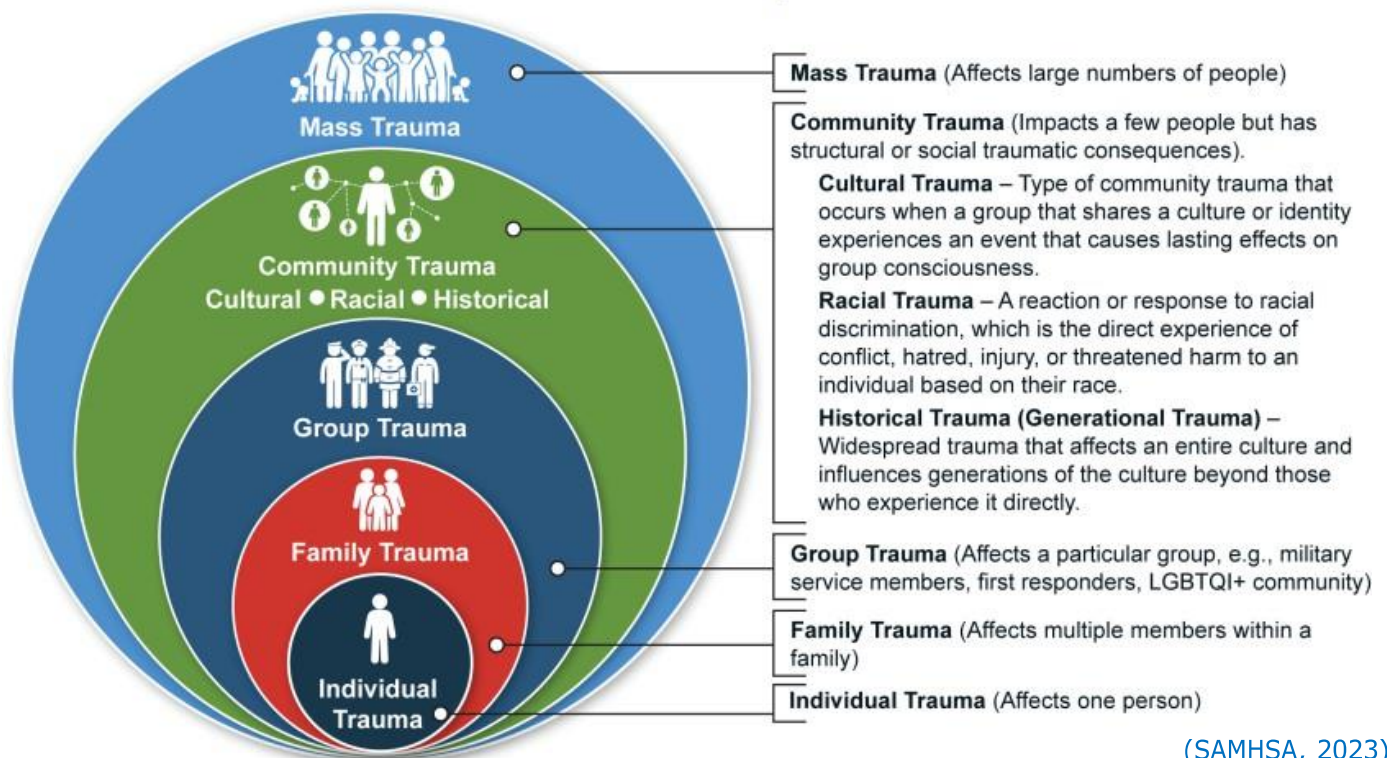 Mass Trauma
Community Trauma
Cultural ● Racial ● Historical
Group Trauma
Family Trauma
Individual
Trauma
Mass Trauma (Affects large numbers of people)
Community Trauma (Impacts a few people but has
structural or social traumatic consequences).
Cultural Trauma – Type of community trauma that
occurs when a group that shares a culture or identity
experiences an event that causes lasting effects on
group consciousness.
Racial Trauma – A reaction or response to racial
discrimination, which is the direct experience of
conflict, hatred, injury, or threatened harm to an
individual based on their race.
Historical Trauma (Generational Trauma) –
Widespread trauma that affects an entire culture and
influences generations of the culture beyond those
who experience it directly.
Group Trauma (Affects a particular group, e.g., military
service members, first responders, LGBTQI+ community)
Family Trauma (Affects multiple members within a
family)
Individual Trauma (Affects one person)
(SAMHSA, 2023)